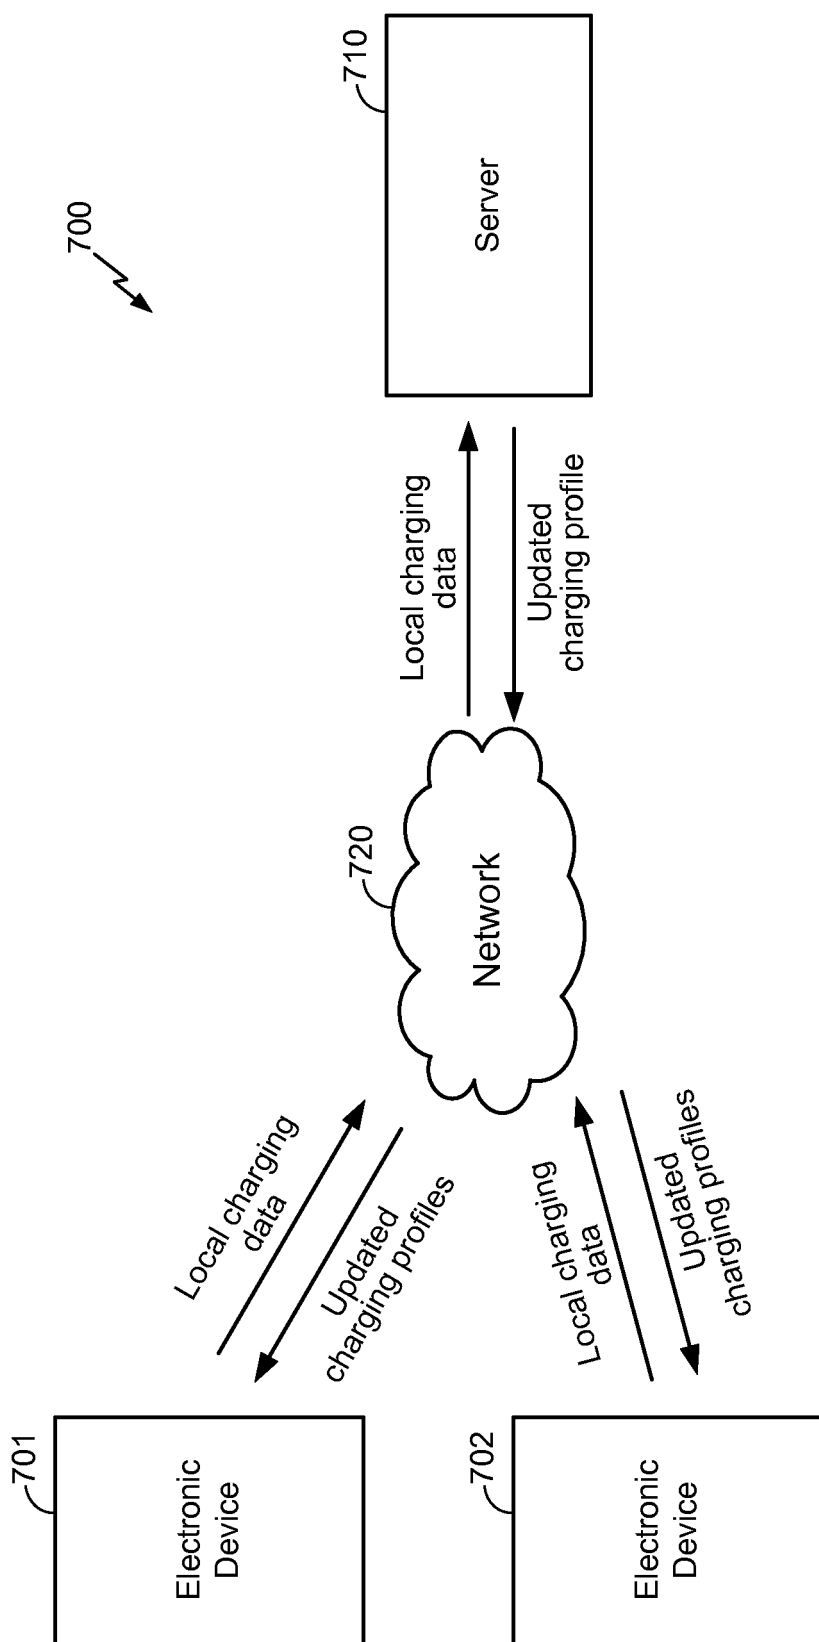 700
701
Electronic
Device
Local charging
data
Updated
charging profiles
720
Network
Local charging
data
Updated
charging profile
710
Server
702
Electronic
Device
Local charging
data
Updated
charging profiles